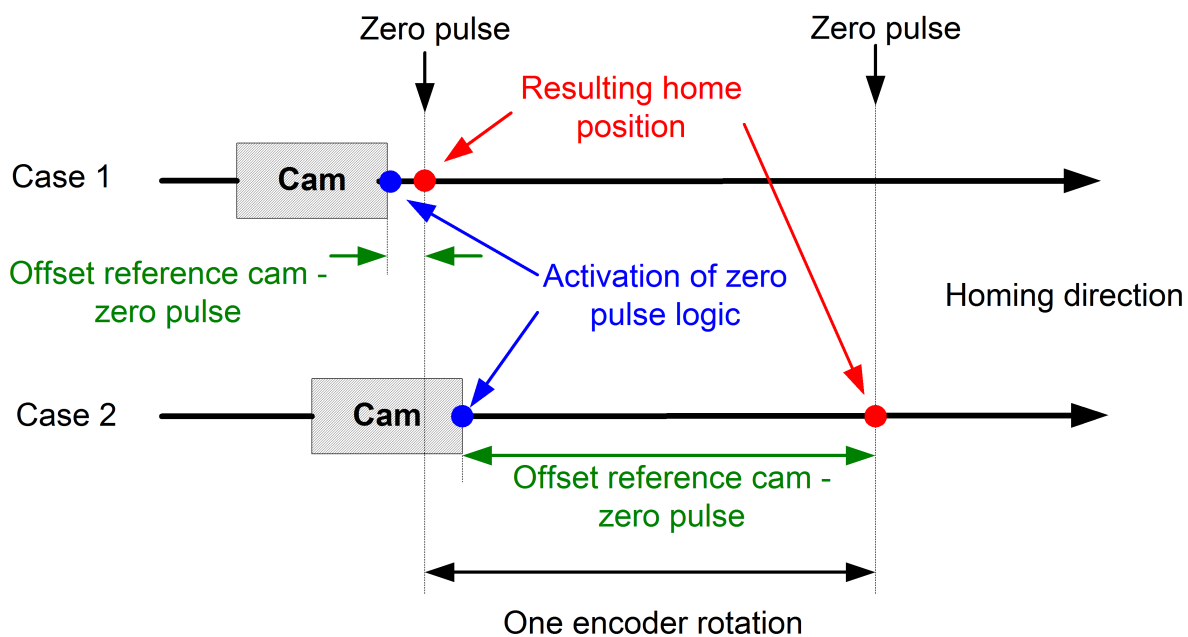 Zero pulse
Zero pulse
Resulting home
position
Case 1
Cam
Offset reference cam -
zero pulse
Activation of zero
pulse logic
Homing direction
Case 2
Cam
Offset reference cam -
zero pulse
One encoder rotation